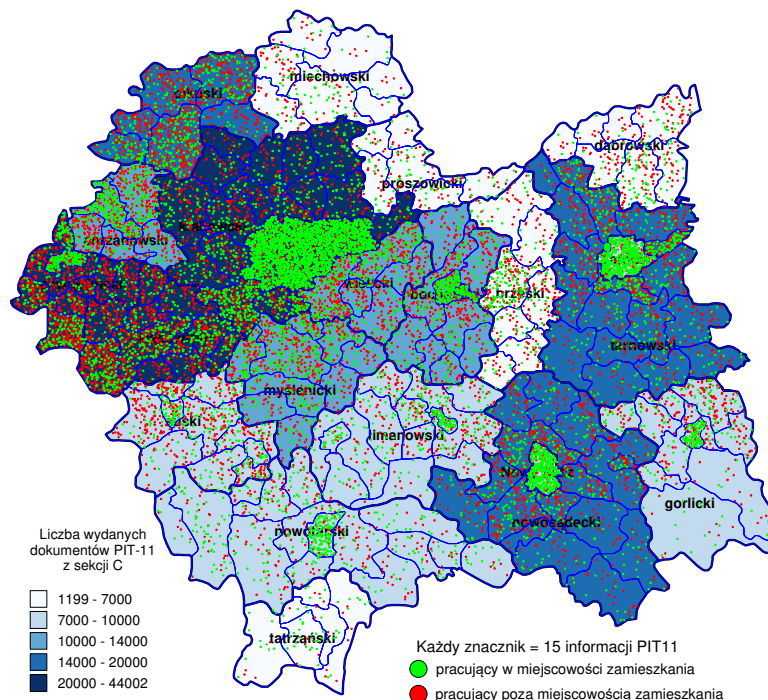 miechowski
dąbrowski
proszowicki
brzeski
tarnowski
myślenicki
limanowski
nowosądecki
gorlicki
nowotarski
tatrzański
Liczba wydanych
dokumentów PIT-11
z sekcji C
1199 - 7000
7000 - 10000
10000 - 14000
14000 - 20000
20000 - 44002
Każdy znacznik = 15 informacji PIT11
pracujący w miejscowości zamieszkania
pracujący poza miejscowością zamieszkania